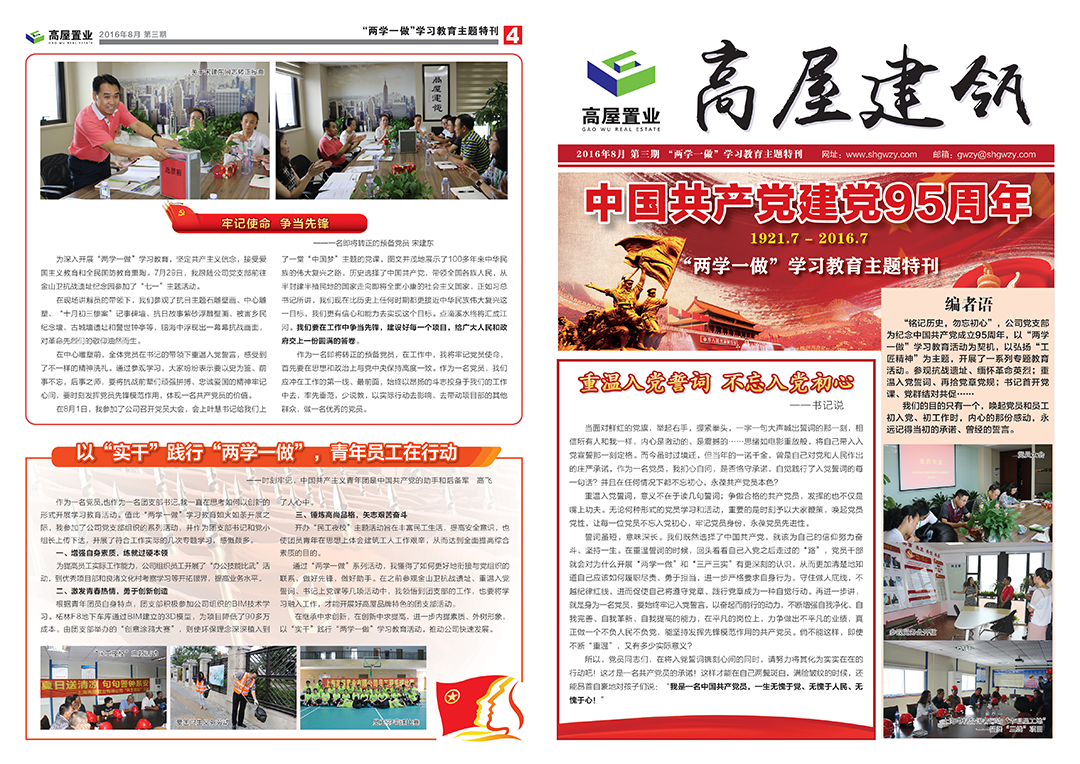 高屋置业
GAO WU REAL ESTATE
2016年8月 第三期
“两学一做”学习教育主题特刊
4
高屋建瓴
牢记使命 争当先锋
——一名即将转正的预备党员 宋建东
为深入开展“两学一做”学习教育，坚定共产主义信念，接受爱
国主义教育和全民国防教育熏陶。7月29日，我跟随公司党支部前往
金山卫抗战遗址纪念园参加了“七一”主题活动。
在现场讲解员的带领下，我们参观了抗日主题石雕壁画、中心雕
塑、“十月初三惨案”记事碑墙、抗日故事紫砂浮雕墼画、被害乡民
纪念墙、古城墙遗址和警世钟亭等，脑海中浮现出一幕幕抗战画面，
对革命先烈们的敬仰油然而生。
在中心雕塑前，全体党员在书记的带领下重温入党誓言，感受到
了不一样的精神洗礼，通过参观学习，大家纷纷表示要以史为鉴、前
事不忘，后事之师，要将抗战前辈们顽强拼搏、忠诚爱国的精神牢记
心间，要时刻发挥党员先锋模范作用，体现一名共产党员的价值。
在8月1日，我参加了公司召开党员大会，会上叶慧书记给我们上
了一堂“中国梦”主题的党课，图文并茂地展示了100多年来中华民
族的伟大复兴之路，历史选择了中国共产党，带领全国各族人民，从
半封建半殖民地的国家走向即将全面小康的社会主义国家，正如习总
书记所讲，我们现在比历史上任何时期都更接近中华民族伟大复兴这
一目标，我们更有信心和能力去实现这个目标。点滴溪水终将汇成江
河。我们要在工作中争当先锋，建设好每一个项目，给广大人民和政
府交上一份圆满的答卷。
作为一名即将转正的预备党员，在工作中，我将牢记党员使命，
首先要在思想和政治上与党中央保持高度一致。作为一名党员，我们
应冲在工作的第一线、最前面，始终以昂扬的斗志投身于我们的工作
中去，率先垂范，少说教，以实际行动去影响、去带动项目部的其他
群众，做一名优秀的党员。
以“实干”践行“两学一做”，青年员工在行动
——时刻牢记，中国共产主义青年团是中国共产党的助手和后备军 高飞
作为一名党员,也作为一名团支部书记,我一直在思考如何以创新的
形式开展学习教育活动。值此“两学一做”学习教育如火如荼开展之
际，我参加了公司党支部组织的系列活动，并作为团支部书记和党小
组长上传下达，开展了符合工作实际的几次专题学习，感慨颇多。
一、增强自身素质，练就过硬本领
为提高员工实际工作能力，公司组织员工开展了“办公技能比武”活
动，到优秀项目部和良渚文化村考察学习等开拓眼界，提高业务水平。
二、激发青春热情，勇于创新创造
根据青年团员自身特点，团支部积极参加公司组织的BIM技术学
习。柘林F8地下车库通过BIM建立的3D模型，为项目降低了90多万
成本。由团支部举办的“创意涂鸦大赛”，则使环保理念深深植入到
了人心中。
三、锤炼高尚品格，矢志艰苦奋斗
开办“民工夜校”主题活动旨在丰富民工生活，提高安全意识，也
使团员青年在思想上体会建筑工人工作艰辛，从而达到全面提高综合
素质的目的。
通过“两学一做”系列活动，我懂得了如何更好地衔接与党组织的
联系，做好先锋，做好助手。在之前参观金山卫抗战遗址、重温入党
誓词、书记上党课等几项活动中，我领悟到团支部的工作，也要将学
习融入工作，才能开展好高屋品牌特色的团支部活动。
在继承中求创新，在创新中求提高，进一步内提素质、外树形象，
以“实干”践行“两学一做”学习教育活动，推动公司快速发展。
夏日送清凉 句句警钟系安
高屋置业
GAO WU REAL ESTATE
高屋建瓴
2016年8月 第三期 “两学一做”学习教育主题特刊 网址：www.shgwzy.com 邮箱：gwzy@shgwzy.com
中国共产党建党95周年
1921.7 - 2016.7
“两学一做”学习教育主题特刊
编者语
“铭记历史，勿忘初心”，公司党支部
为纪念中国共产党成立95周年，以“两学
一做”学习教育活动为契机，以弘扬“工
匠精神”为主题，开展了一系列专题教育
活动。参观抗战遗址、缅怀革命英烈；重
温入党誓词、再拾党章党规；书记首开党
课、党群结对共促……
我们的目的只有一个，唤起党员和员工
初入党、初工作时，内心的那份感动，永
远记得当初的承诺、曾经的誓言。
重温入党誓词 不忘入党初心
——书记说
当面对鲜红的党旗，举起右手，握紧拳头，一字一句大声喊出誓词的那一刻，相
信所有人和我一样，内心是激动的、是震撼的……思绪如电影重放般，将自己带入入
党宣誓那一刻定格。而今虽时过境迁，但当年的一诺千金，曾是自己对党和人民作出
的庄严承诺。作为一名党员，我扪心自问，是否恪守承诺，自觉践行了入党誓词的每
一句话？并且在任何情况下都不忘初心，永葆共产党员本色？
重温入党誓词，意义不在于读几句誓词；争做合格的共产党员，发挥的也不仅是
嘴上功夫。无论何种形式的党员学习和活动，重要的是时刻予以大家鞭策，唤起党员
党性，让每一位党员不忘入党初心，牢记党员身份，永葆党员先进性。
誓词虽短，意味深长。我们既然选择了中国共产党，就该为自己的信仰努力奋
斗、坚持一生。在重温誓词的时候，回头看看自己入党之后走过的“路”，党员干部
就会对为什么开展“两学一做”和“三严三实”有更深刻的认识，从而更加清楚地知
道自己应该如何履职尽责、勇于担当，进一步严格要求自身行为，守住做人底线，不
越纪律红线，进而促使自己将遵守党章，践行党章成为一种自觉行动。再进一步讲，
就是身为一名党员，要始终牢记入党誓言，以奋起而前行的动力，不断增强自我净化、自
我完善、自我革新、自我提高的能力，在平凡的岗位上，力争做出不平凡的业绩，真
正做一个不负人民不负党，能坚持发挥先锋模范作用的共产党员。倘不能这样，即使
不断“重温”，又有多少实际意义？
所以，党员同志们，在将入党誓词镌刻心间的同时，请努力将其化为实实在在的
行动吧！这才是一名共产党员的承诺！这样才能在自己两鬓斑白，满脸皱纹的时候，还
能昂首自豪地对孩子们说：“我是一名中国共产党员，一生无愧于党、无愧于人民、无
愧于心！”
党员大会